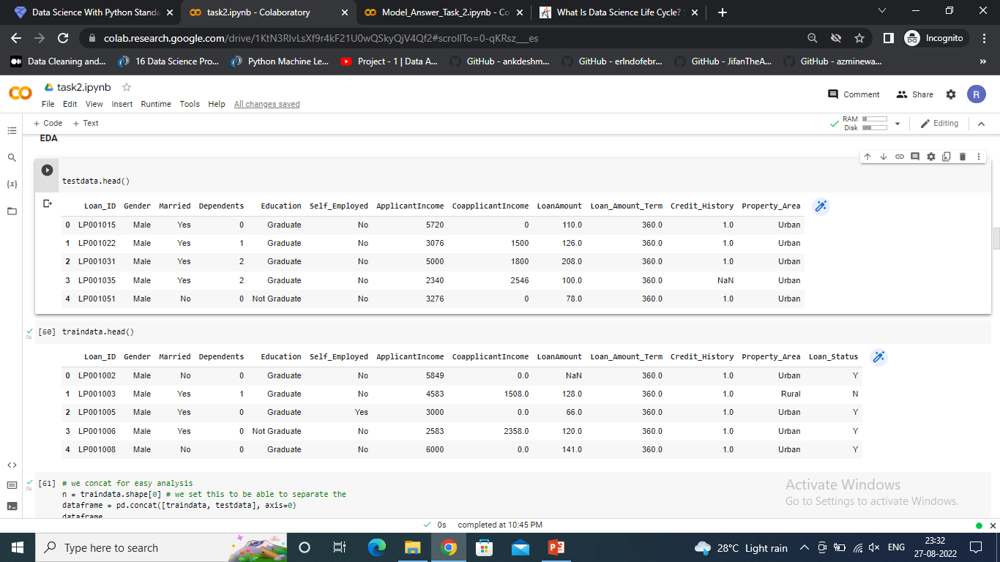 Data Science With Python Standa
task2.ipynb - Colaboratory
Model_Answer_Task_2.ipynb - Co
What Is Data Science Life Cycle?
colab.research.google.com/drive/1KtN3RlvLsXf9r4kF21U0wQSkyQjV4Qf2#scrollTo=0-qKRsz___es
Incognito
Data Cleaning and...
16 Data Science Pro...
Python Machine Le...
Project - 1 | Data A...
GitHub - ankdeshm...
GitHub - erIndofebr...
GitHub - JifanTheA...
GitHub - azminewa...
task2.ipynb
Comment
Share
R
File Edit View Insert Runtime Tools Help All changes saved
+ Code + Text
RAM
Disk
Editing
EDA
testdata.head()
Loan_ID Gender Married Dependents Education Self_Employed ApplicantIncome CoapplicantIncome LoanAmount Loan_Amount_Term Credit_History Property_Area
0 LP001015 Male Yes 0 Graduate No 5720 0 110.0 360.0 1.0 Urban
1 LP001022 Male Yes 1 Graduate No 3076 1500 126.0 360.0 1.0 Urban
2 LP001031 Male Yes 2 Graduate No 5000 1800 208.0 360.0 1.0 Urban
3 LP001035 Male Yes 2 Graduate No 2340 2546 100.0 360.0 NaN Urban
4 LP001051 Male No 0 Not Graduate No 3276 0 78.0 360.0 1.0 Urban
0s
[60] traindata.head()
Loan_ID Gender Married Dependents Education Self_Employed ApplicantIncome CoapplicantIncome LoanAmount Loan_Amount_Term Credit_History Property_Area Loan_Status
0 LP001002 Male No 0 Graduate No 5849 0.0 NaN 360.0 1.0 Urban Y
1 LP001003 Male Yes 1 Graduate No 4583 1508.0 128.0 360.0 1.0 Rural N
2 LP001005 Male Yes 0 Graduate Yes 3000 0.0 66.0 360.0 1.0 Urban Y
3 LP001006 Male Yes 0 Not Graduate No 2583 2358.0 120.0 360.0 1.0 Urban Y
4 LP001008 Male No 0 Graduate No 6000 0.0 141.0 360.0 1.0 Urban Y
0s
[61] # we concat for easy analysis
n = traindata.shape[0] # we set this to be able to separate the
dataframe = pd.concat([traindata, testdata], axis=0)
dataframe
Activate Windows
Go to Settings to activate Windows.
0s completed at 10:45 PM
Type here to search
28°C Light rain
ENG
23:32
27-08-2022